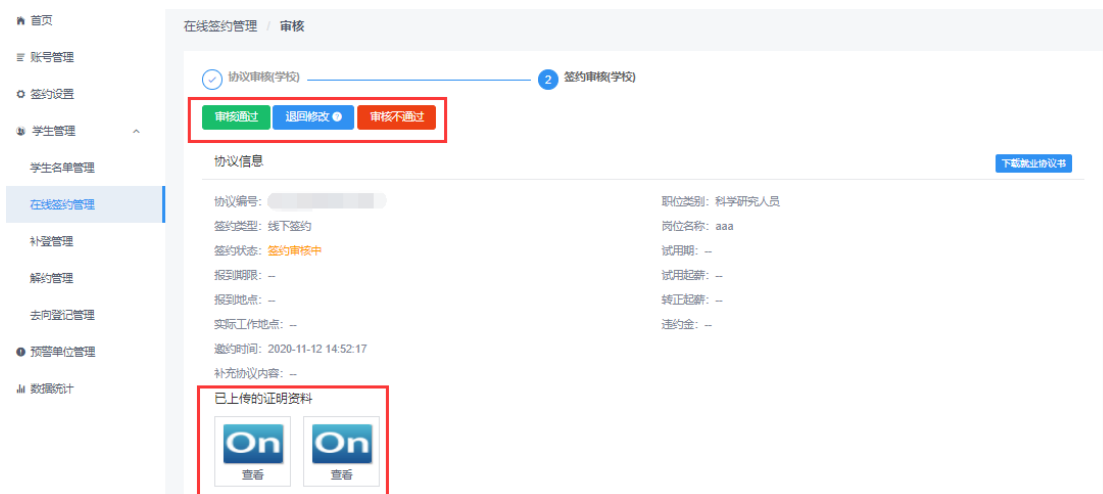 首页
账号管理
签约设置
学生管理
学生名单管理
在线签约管理
补登管理
解约管理
去向登记管理
预警单位管理
数据统计
在线签约管理 / 审核
协议审核(学校)
2 签约审核(学校)
审核通过 退回修改 审核不通过
协议信息
下载就业协议书
协议编号:
职位类别: 科学研究人员
签约类型: 线下签约
岗位名称: aaa
签约状态: 签约审核中
试用期: --
报到期限: --
试用起薪: --
报到地点: --
转正起薪: --
实际工作地点: --
违约金: --
邀约时间: 2020-11-12 14:52:17
补充协议内容: --
已上传的证明资料
On On
查看 查看